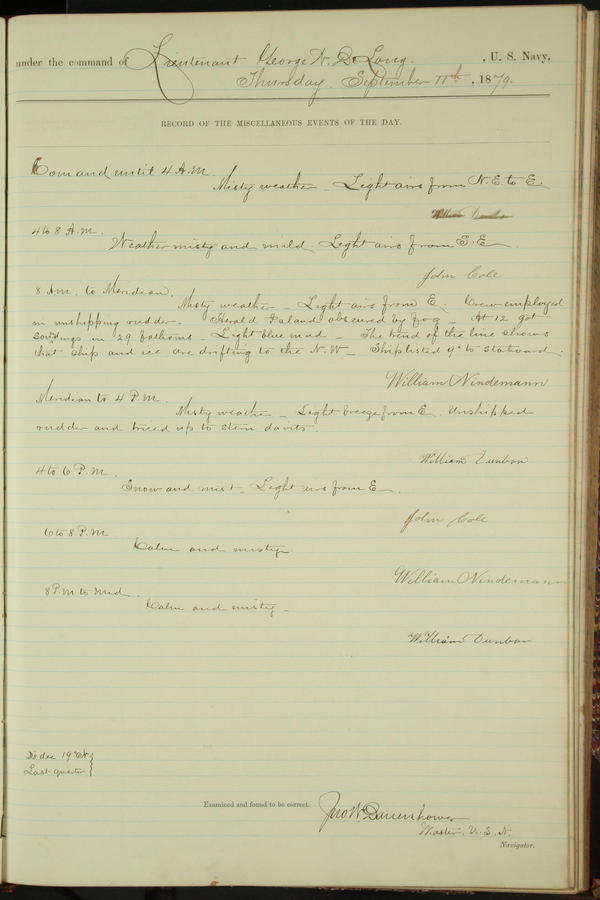 under the command of Lieutenant George W. De Long. , U. S. Navy,
Thursday, September 11th , 1879.
RECORD OF THE MISCELLANEOUS EVENTS OF THE DAY.
Com and until 4 A.M.
Misty weather – Light airs from N.E. to E.
William Dunbar
4 to 8 A.M.
Weather misty and mild. Light airs from S.E.
John Cole
8 A.M. to Meridian.
Misty weather – Light airs from E. Crew employed
in unshipping rudder. Herald Island obscured by fog – At 12 got
soundings in 29 fathoms – Light blue mud – The trend of the line shows
that ship and ice are drifting to the N.W – Ship listed 9° to starboard.
William Nindemann
Meridian to 4 P.M.
Misty weather – Light breeze from E. Unshipped
rudder and triced up to stern davits.
William Dunbar
4 to 6 P.M.
Snow and mist – Light airs from E.
John Cole
6 to 8 P.M.
Calm and misty
William Nindemann
8 P.M to Mid.
Calm and misty –
William Dunbar
19
Last quarter
Examined and found to be correct.
Jno W. Danenhower
Master, U.S.N.
Navigator.